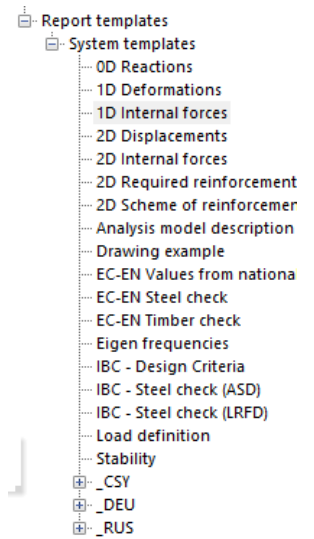 Report templates
System templates
0D Reactions
1D Deformations
1D Internal forces
2D Displacements
2D Internal forces
2D Required reinforcement
2D Scheme of reinforcemer
Analysis model description
Drawing example
EC-EN Values from nationa
EC-EN Steel check
EC-EN Timber check
Eigen frequencies
IBC - Design Criteria
IBC - Steel check (ASD)
IBC - Steel check (LRFD)
Load definition
Stability
_CSY
_DEU
_RUS